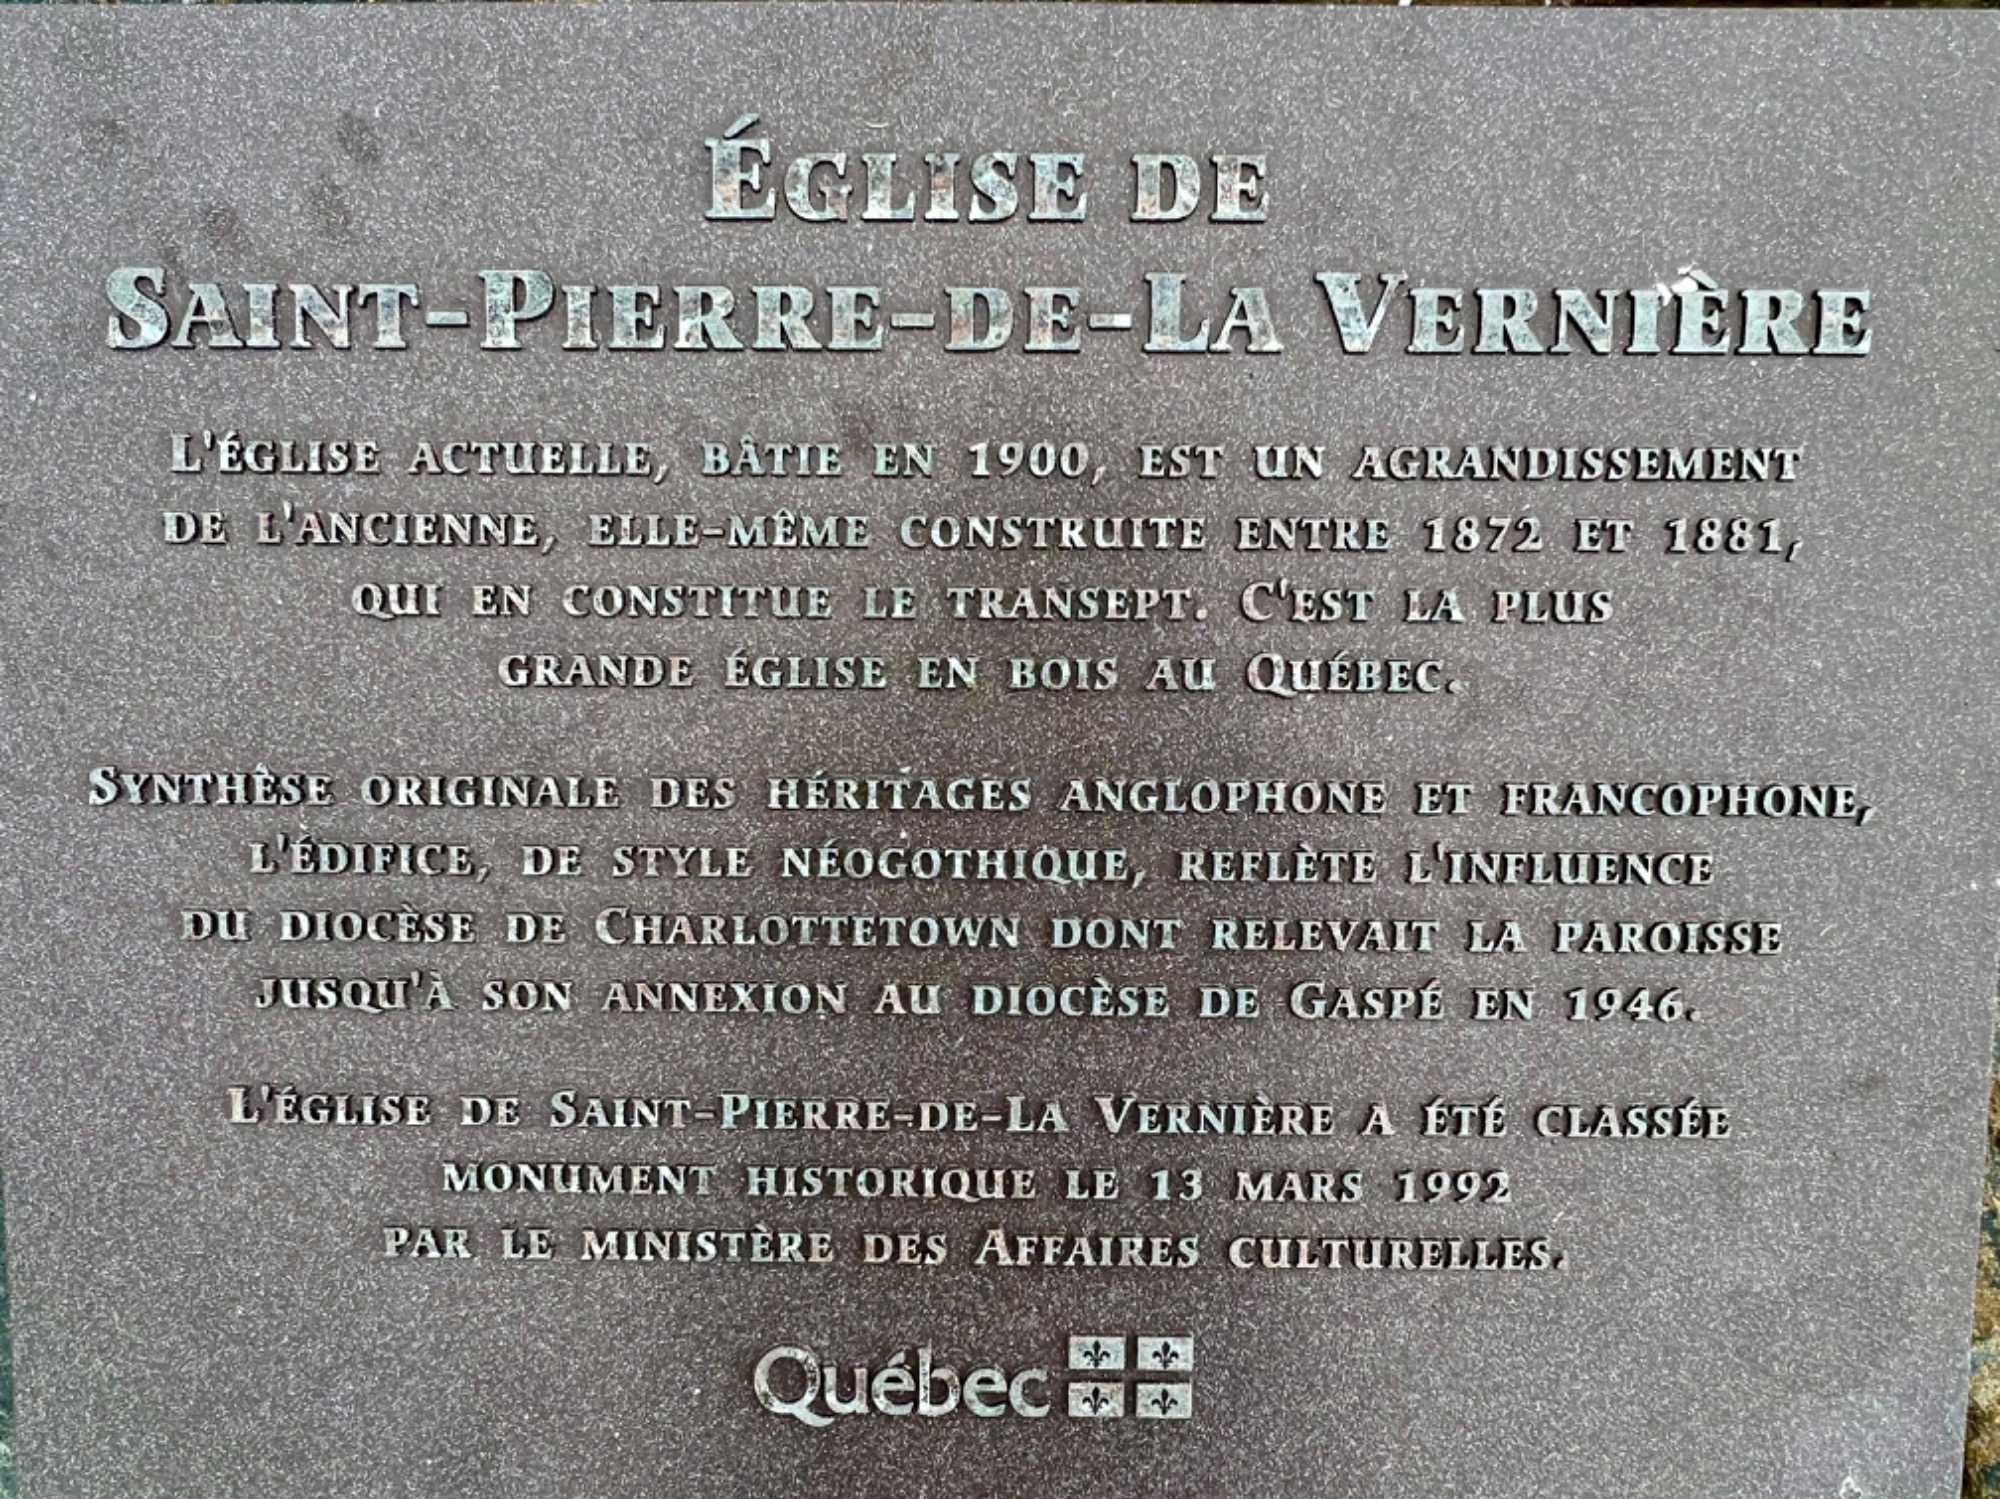 Église de
Saint-Pierre-de-La Vernière
L'église actuelle, bâtie en 1900, est un agrandissement
de l'ancienne, elle-même construite entre 1872 et 1881,
qui en constitue le transept. C'est la plus
grande église en bois au Québec.
Synthèse originale des héritages anglophone et francophone,
l'édifice, de style néogothique, reflète l'influence
du diocèse de Charlottetown dont relevait la paroisse
jusqu'à son annexion au diocèse de Gaspé en 1946.
L'église de Saint-Pierre-de-La Vernière a été classée
monument historique le 13 mars 1992
par le ministère des Affaires culturelles.
Québec